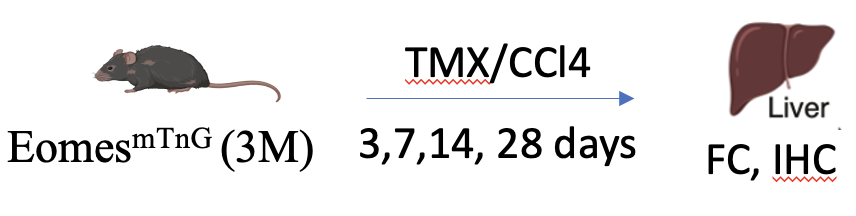 TMX/CCl4
Liver
Eomes^mTnG (3M)
3,7,14, 28 days
FC, IHC